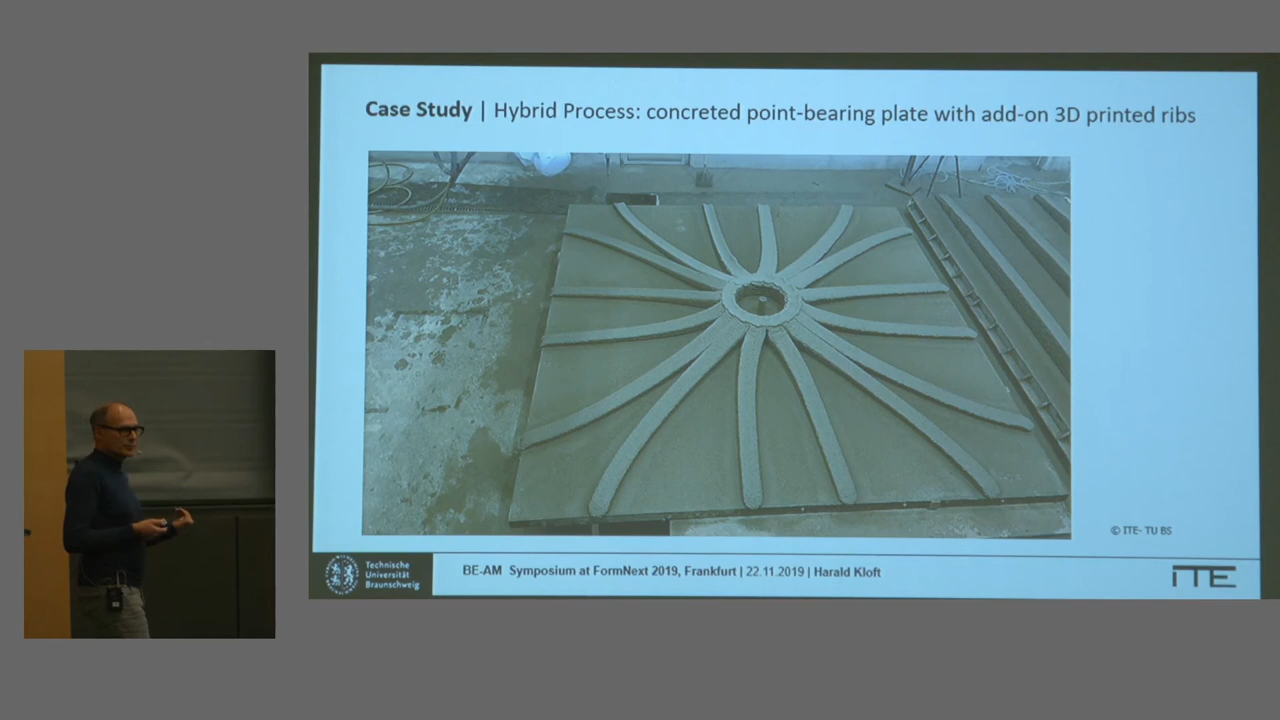 Case Study | Hybrid Process: concreted point-bearing plate with add-on 3D printed ribs
© ITE- TU BS
Technische
Universität
Braunschweig
BE-AM Symposium at FormNext 2019, Frankfurt | 22.11.2019 | Harald Kloft
iTE